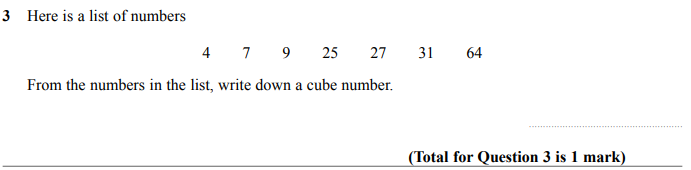 3 Here is a list of numbers
4 7 9 25 27 31 64
From the numbers in the list, write down a cube number.
(Total for Question 3 is 1 mark)